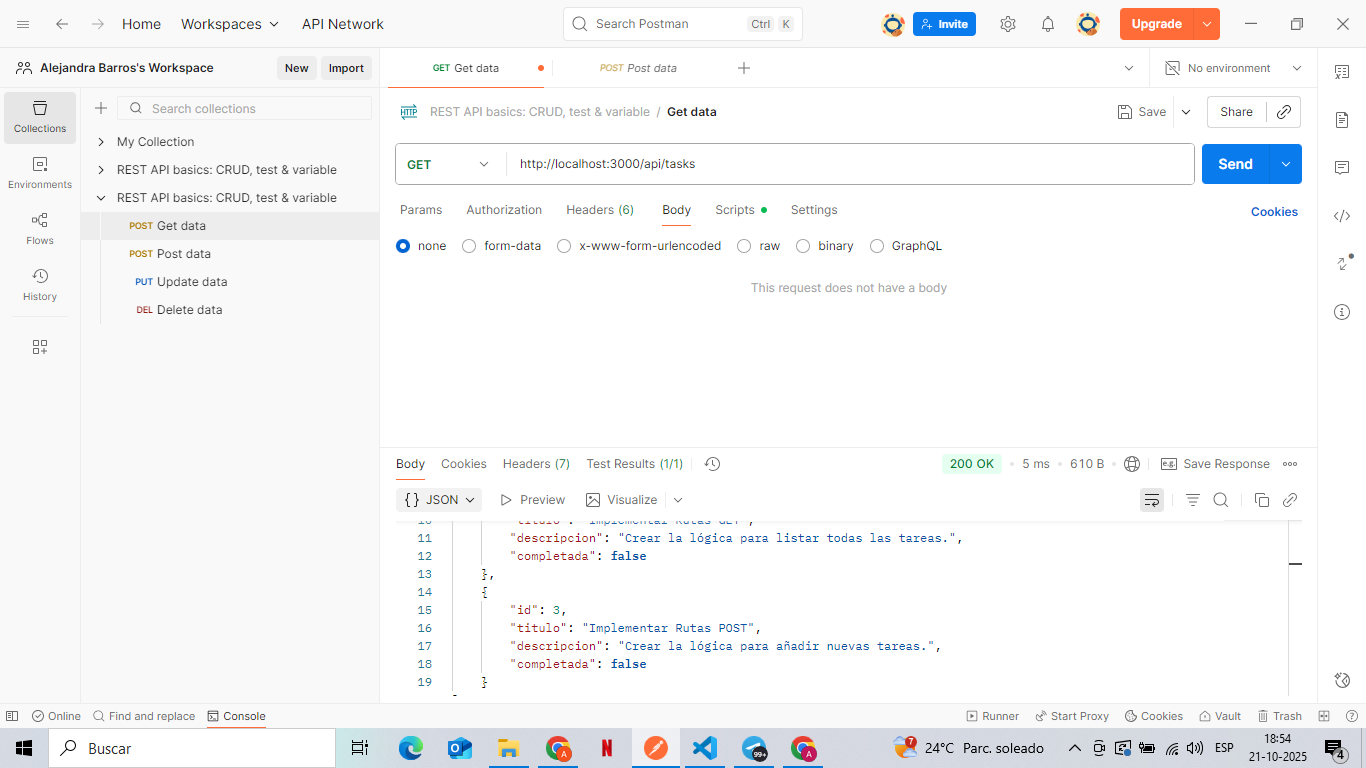 Home Workspaces API Network Search Postman Ctrl K Invite Upgrade
Alejandra Barros's Workspace New Import GET Get data POST Post data No environment
Collections
Environments
Flows
History
Search collections
My Collection
REST API basics: CRUD, test & variable
REST API basics: CRUD, test & variable
POST Get data
POST Post data
PUT Update data
DEL Delete data
HTTP REST API basics: CRUD, test & variable / Get data Save Share
GET http://localhost:3000/api/tasks Send
Params Authorization Headers (6) Body Scripts Settings Cookies
none form-data x-www-form-urlencoded raw binary GraphQL
This request does not have a body
Body Cookies Headers (7) Test Results (1/1) 200 OK 5 ms 610 B e.g. Save Response
{} JSON Preview Visualize
10 "titulo": "Implementar Rutas GET",
11 "descripcion": "Crear la lógica para listar todas las tareas.",
12 "completada": false
13 },
14 {
15 "id": 3,
16 "titulo": "Implementar Rutas POST",
17 "descripcion": "Crear la lógica para añadir nuevas tareas.",
18 "completada": false
19 }
Online Find and replace Console Runner Start Proxy Cookies Vault Trash
Buscar 99+ 7 24°C Parc. soleado ESP 18:54
21-10-2025 4